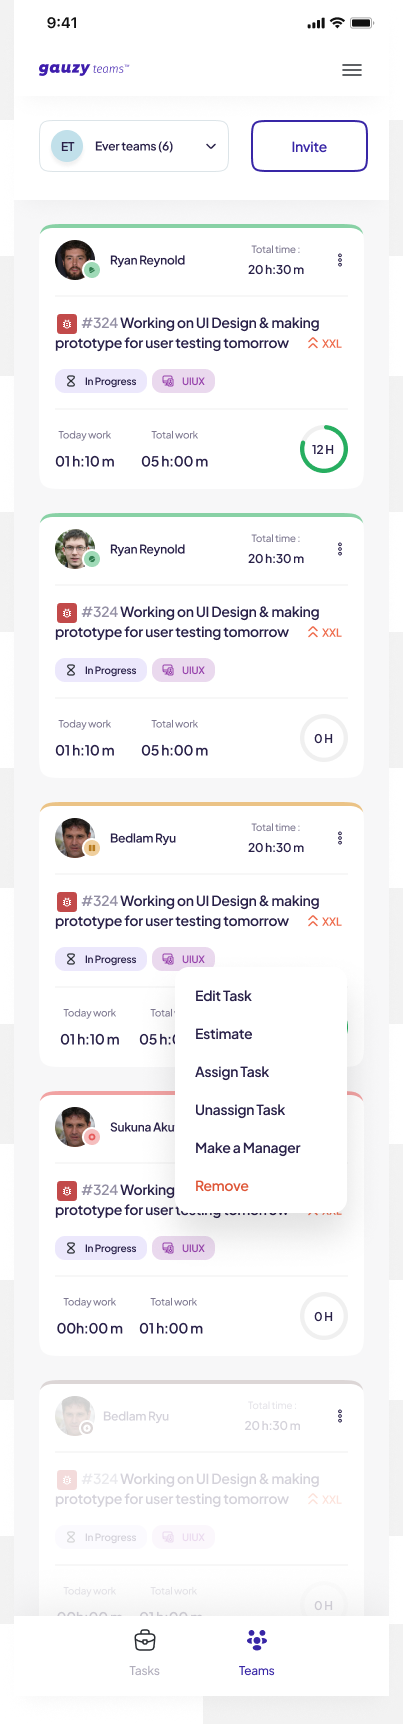 9:41
gauzy teams™
ET Ever teams (6)
Invite
Ryan Reynold
Total time :
20 h:30 m
#324 Working on UI Design & making
prototype for user testing tomorrow XXL
In Progress UIUX
Today work Total work
01 h:10 m 05 h:00 m
12 H
Ryan Reynold
Total time :
20 h:30 m
#324 Working on UI Design & making
prototype for user testing tomorrow XXL
In Progress UIUX
Today work Total work
01 h:10 m 05 h:00 m
0 H
Bedlam Ryu
Total time :
20 h:30 m
#324 Working on UI Design & making
prototype for user testing tomorrow XXL
In Progress UIUX
Today work
01 h:10 m 05 h:
Edit Task
Estimate
Assign Task
Unassign Task
Make a Manager
Remove
Sukuna Aku
#324 Working
prototype for user testing tomorrow XXL
In Progress UIUX
Today work Total work
00h:00 m 01 h:00 m
0 H
Bedlam Ryu
Total time :
20 h:30 m
#324 Working on UI Design & making
prototype for user testing tomorrow XXL
In Progress UIUX
Today work Total work
00h:00 m 01 h:00 m
0 H
Tasks
Teams